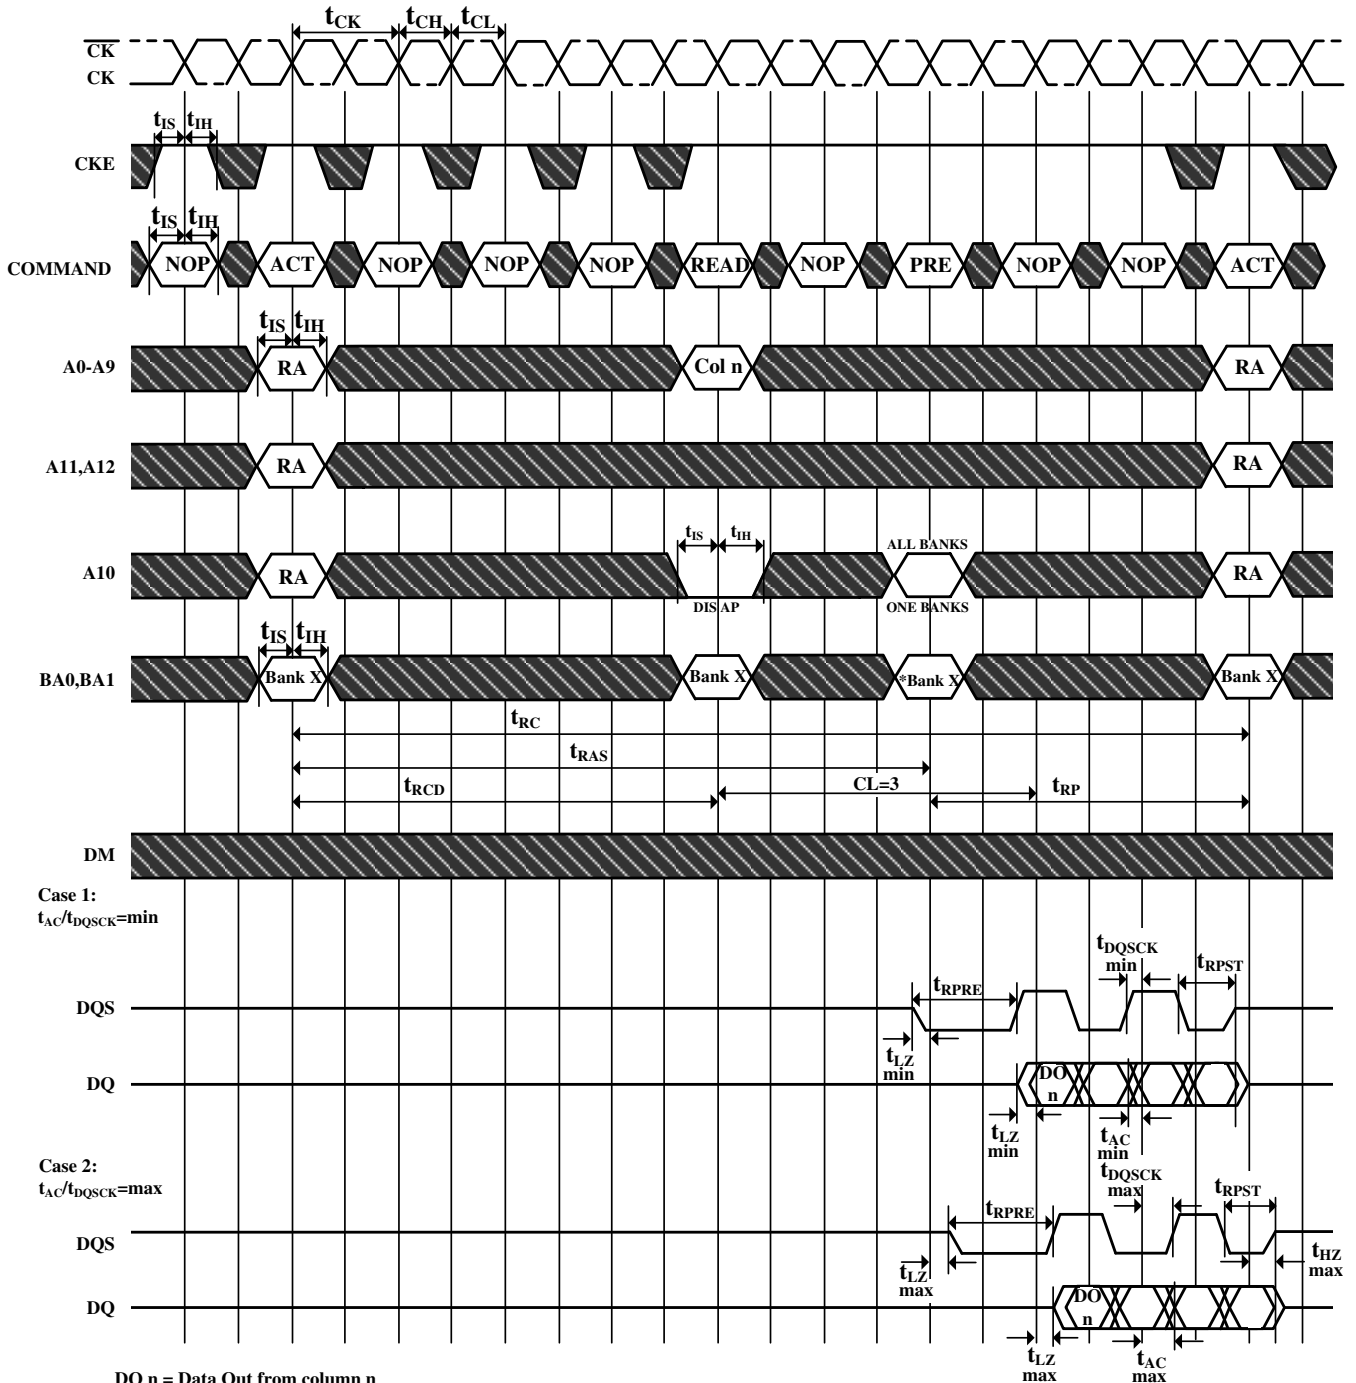 tCK tCH tCL
CK
CK
tIS tIH
CKE
tIS tIH
COMMAND NOP ACT NOP NOP NOP READ NOP PRE NOP NOP ACT
tIS tIH
A0-A9 RA Col n RA
A11,A12 RA RA
tIS tIH ALL BANKS
A10 RA RA
DIS AP ONE BANKS
tIS tIH
BA0,BA1 Bank X Bank X *Bank X Bank X
tRC
tRAS
tRCD CL=3 tRP
DM
Case 1:
tAC/tDQSCK=min
tDQSCK
min
tRPST
tRPRE
DQS
tLZ
min
DQ DO
n
tLZ
min
tAC
min
Case 2:
tAC/tDQSCK=max
tDQSCK
max
tRPST
tRPRE
DQS
tHZ
max
tLZ
max
DQ DO
n
tLZ
max
tAC
max
DO n = Data Out from column n